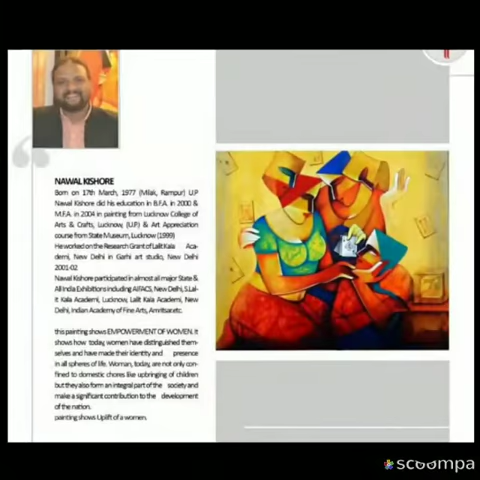 NAWAL KISHORE
Born on 17th March, 1977 (Milak, Rampur) U.P
Nawal Kishore did his education in B.F.A. in 2000 &
M.F.A. in 2004 in painting from Lucknow College of
Arts & Crafts, Lucknow, (U.P.) & Art Appreciation
course from State Museum, Lucknow (1999)
He worked on the Research Grant of Lalit Kala Aca-
demi, New Delhi in Garhi art studio, New Delhi
2001-02
Nawal Kishore participated in almost all major State &
All India Exhibitions including AIFACS, New Delhi, S.Lal-
it Kala Academi, Lucknow, Lalit Kala Academi, New
Delhi, Indian Academy of Fine Arts, Amritsar.etc.
this painting shows EMPOWERMENT OF WOMEN. it
shows how today, women have distinguished them-
selves and have made their identity and presence
in all spheres of life. Woman, today, are not only con-
fined to domestic chores like upbringing of children
but they also form an integral part of the society and
make a significant contribution to the development
of the nation.
painting shows Uplift of a women.
scoompa